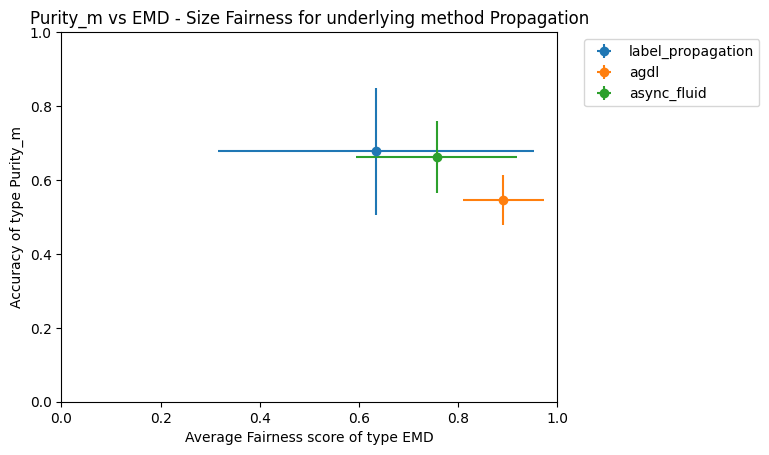 Purity_m vs EMD - Size Fairness for underlying method Propagation
label_propagation
agdl
async_fluid
Accuracy of type Purity_m
1.0
0.8
0.6
0.4
0.2
0.0
0.0 0.2 0.4 0.6 0.8 1.0
Average Fairness score of type EMD